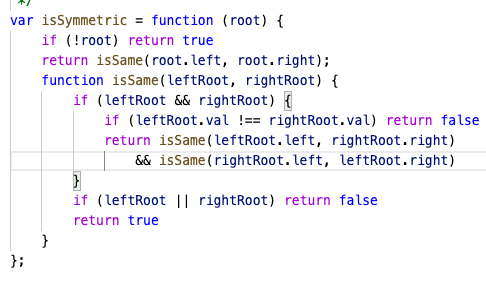 */
var isSymmetric = function (root) {
    if (!root) return true
    return isSame(root.left, root.right);
    function isSame(leftRoot, rightRoot) {
        if (leftRoot && rightRoot) {
            if (leftRoot.val !== rightRoot.val) return false
            return isSame(leftRoot.left, rightRoot.right)
                && isSame(rightRoot.left, leftRoot.right)
        }
        if (leftRoot || rightRoot) return false
        return true
    }
};